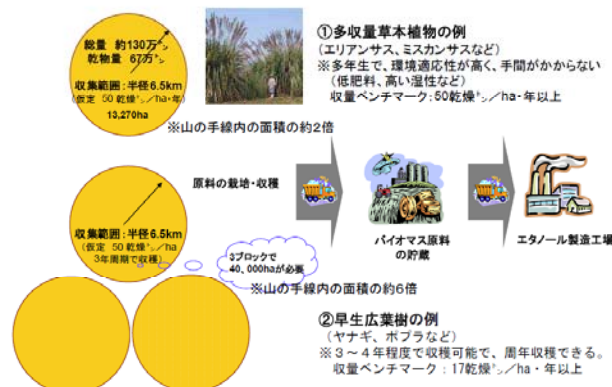 総量 約130万㌧
乾物量 67万㌧
収集範囲:半径6.5km
(仮定 50乾燥㌧/ha・年)
13,270ha
※山の手線内の面積の約2倍
①多収量草本植物の例
(エリアンサス、ミスカンサスなど)
※多年生で、環境適応性が高く、手間がかからない
(低肥料、高い湿性など)
収量ベンチマーク:50乾燥㌧/ha・年以上
原料の栽培・収穫
バイオマス原料
の貯蔵
エタノール製造工場
収集範囲:半径6.5km
(仮定 50乾燥㌧/ha
3年周期で収穫)
3ブロックで
40,000haが必要
※山の手線内の面積の約6倍
②早生広葉樹の例
(ヤナギ、ポプラなど)
※3~4年程度で収穫可能で、周年収穫できる。
収量ベンチマーク:17乾燥㌧/ha・年以上